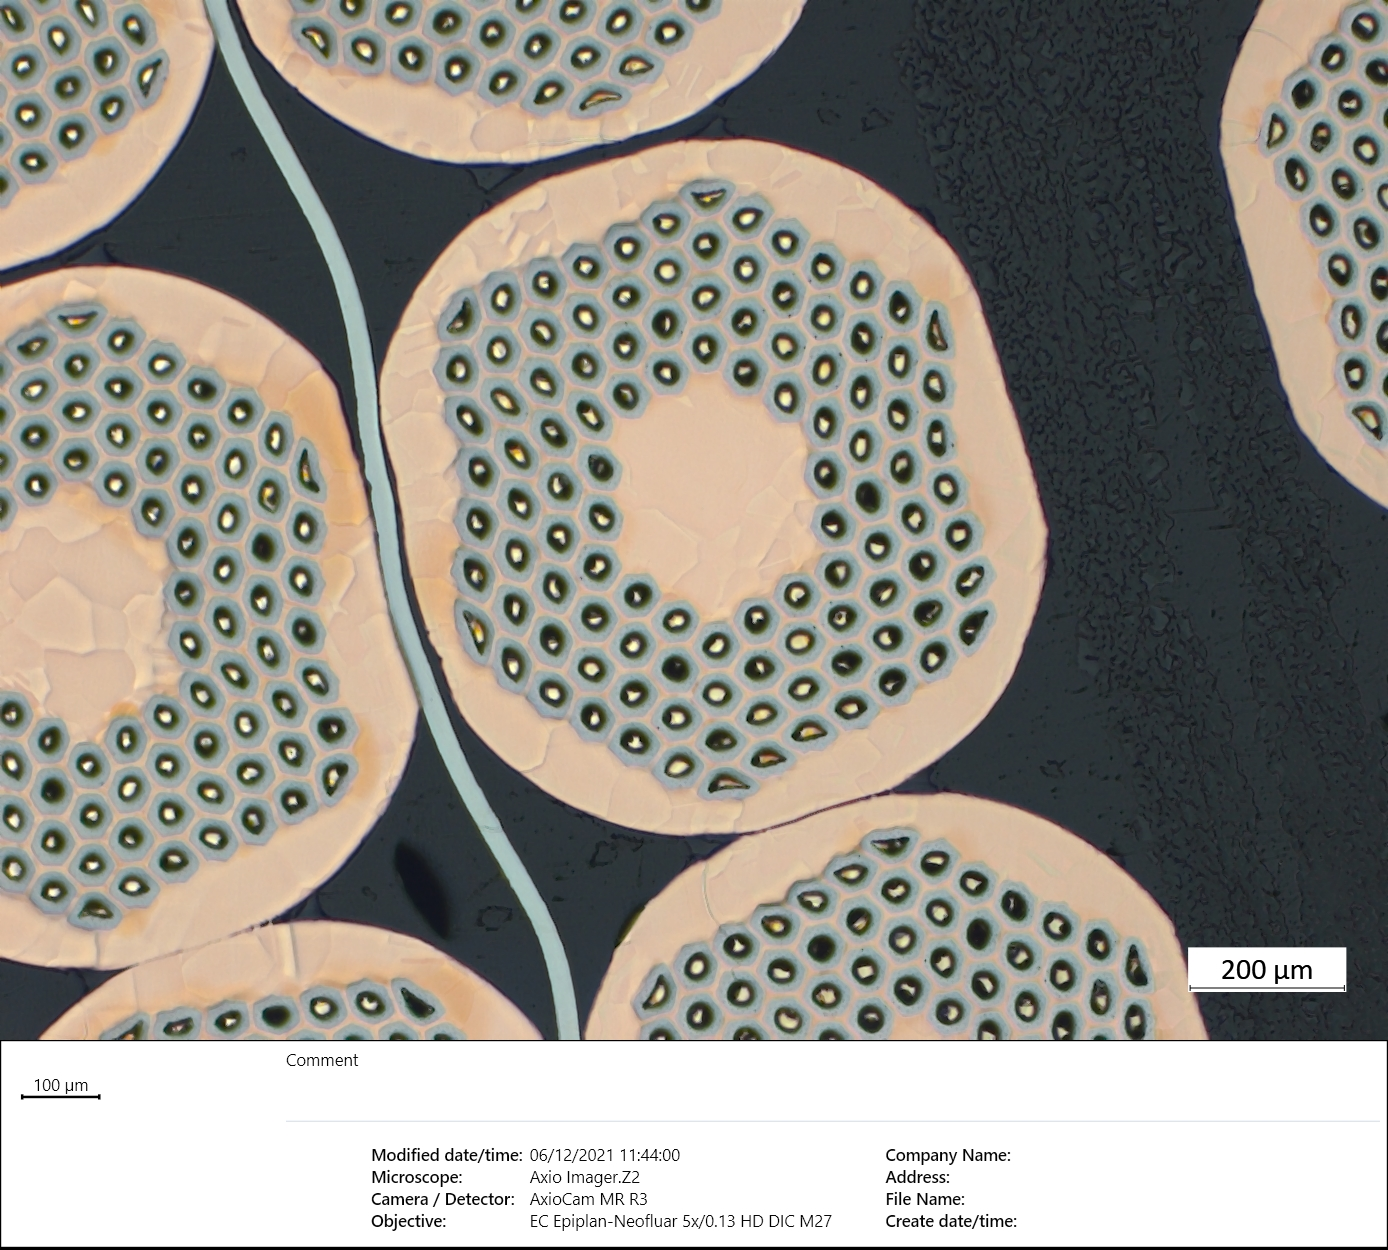 200 µm
Comment
100 µm
Modified date/time: 06/12/2021 11:44:00
Microscope: Axio Imager.Z2
Camera / Detector: AxioCam MR R3
Objective: EC Epiplan-Neofluar 5x/0.13 HD DIC M27
Company Name:
Address:
File Name:
Create date/time: